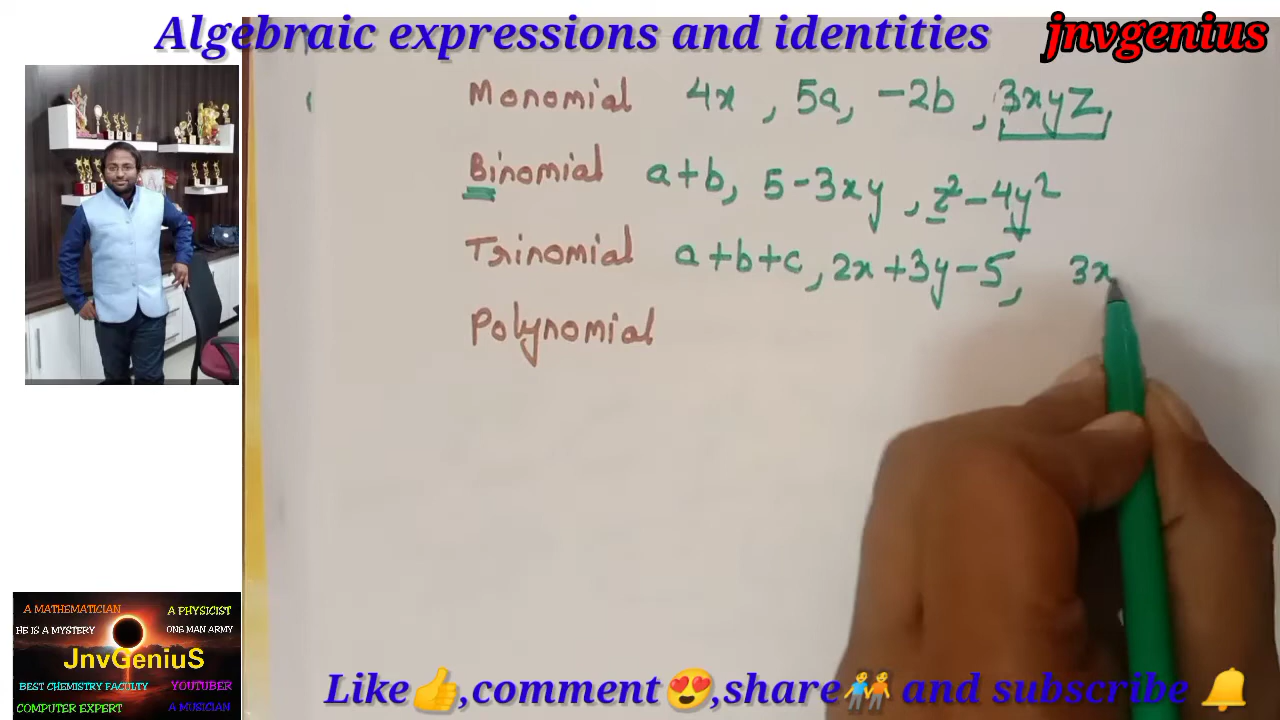 Algebraic expressions and identities
jnvgenius
Monomial 4x , 5a, -2b , 3xyz,
Binomial a+b, 5-3xy , z²-4y²
Trinomial a+b+c, 2x+3y-5, 3x
Polynomial
A MATHEMATICIAN A PHYSICIST
HE IS A MYSTERY ONE MAN ARMY
JnvGeniuS
BEST CHEMISTRY FACULTY YOUTUBER
COMPUTER EXPERT A MUSICIAN
Like👍,comment😍,share🧑‍🤝‍🧑 and subscribe 🔔